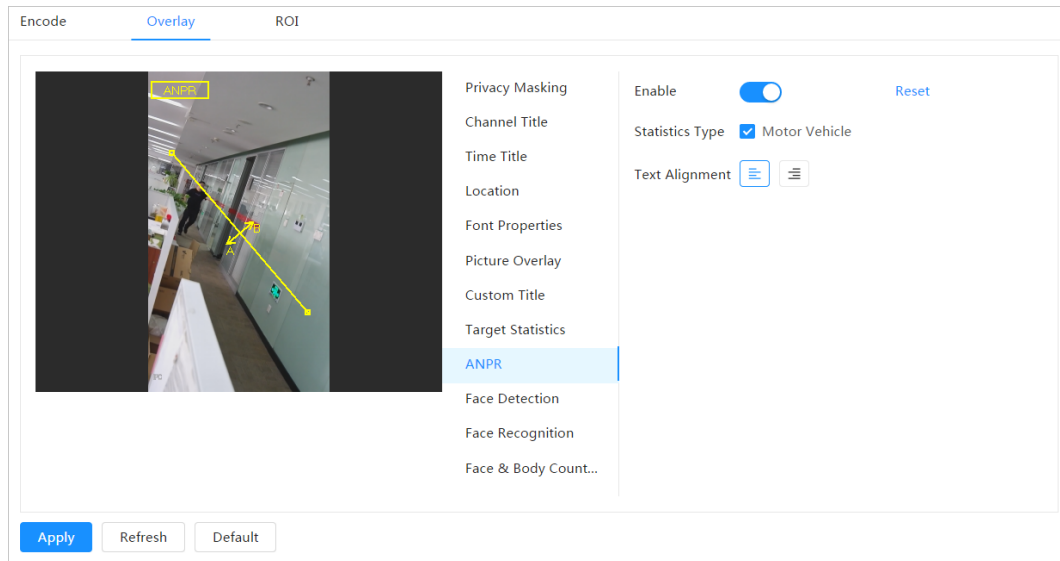 Encode Overlay ROI
ANPR
B
A
Privacy Masking
Channel Title
Time Title
Location
Font Properties
Picture Overlay
Custom Title
Target Statistics
ANPR
Face Detection
Face Recognition
Face & Body Count...
Enable Reset
Statistics Type Motor Vehicle
Text Alignment
Apply Refresh Default